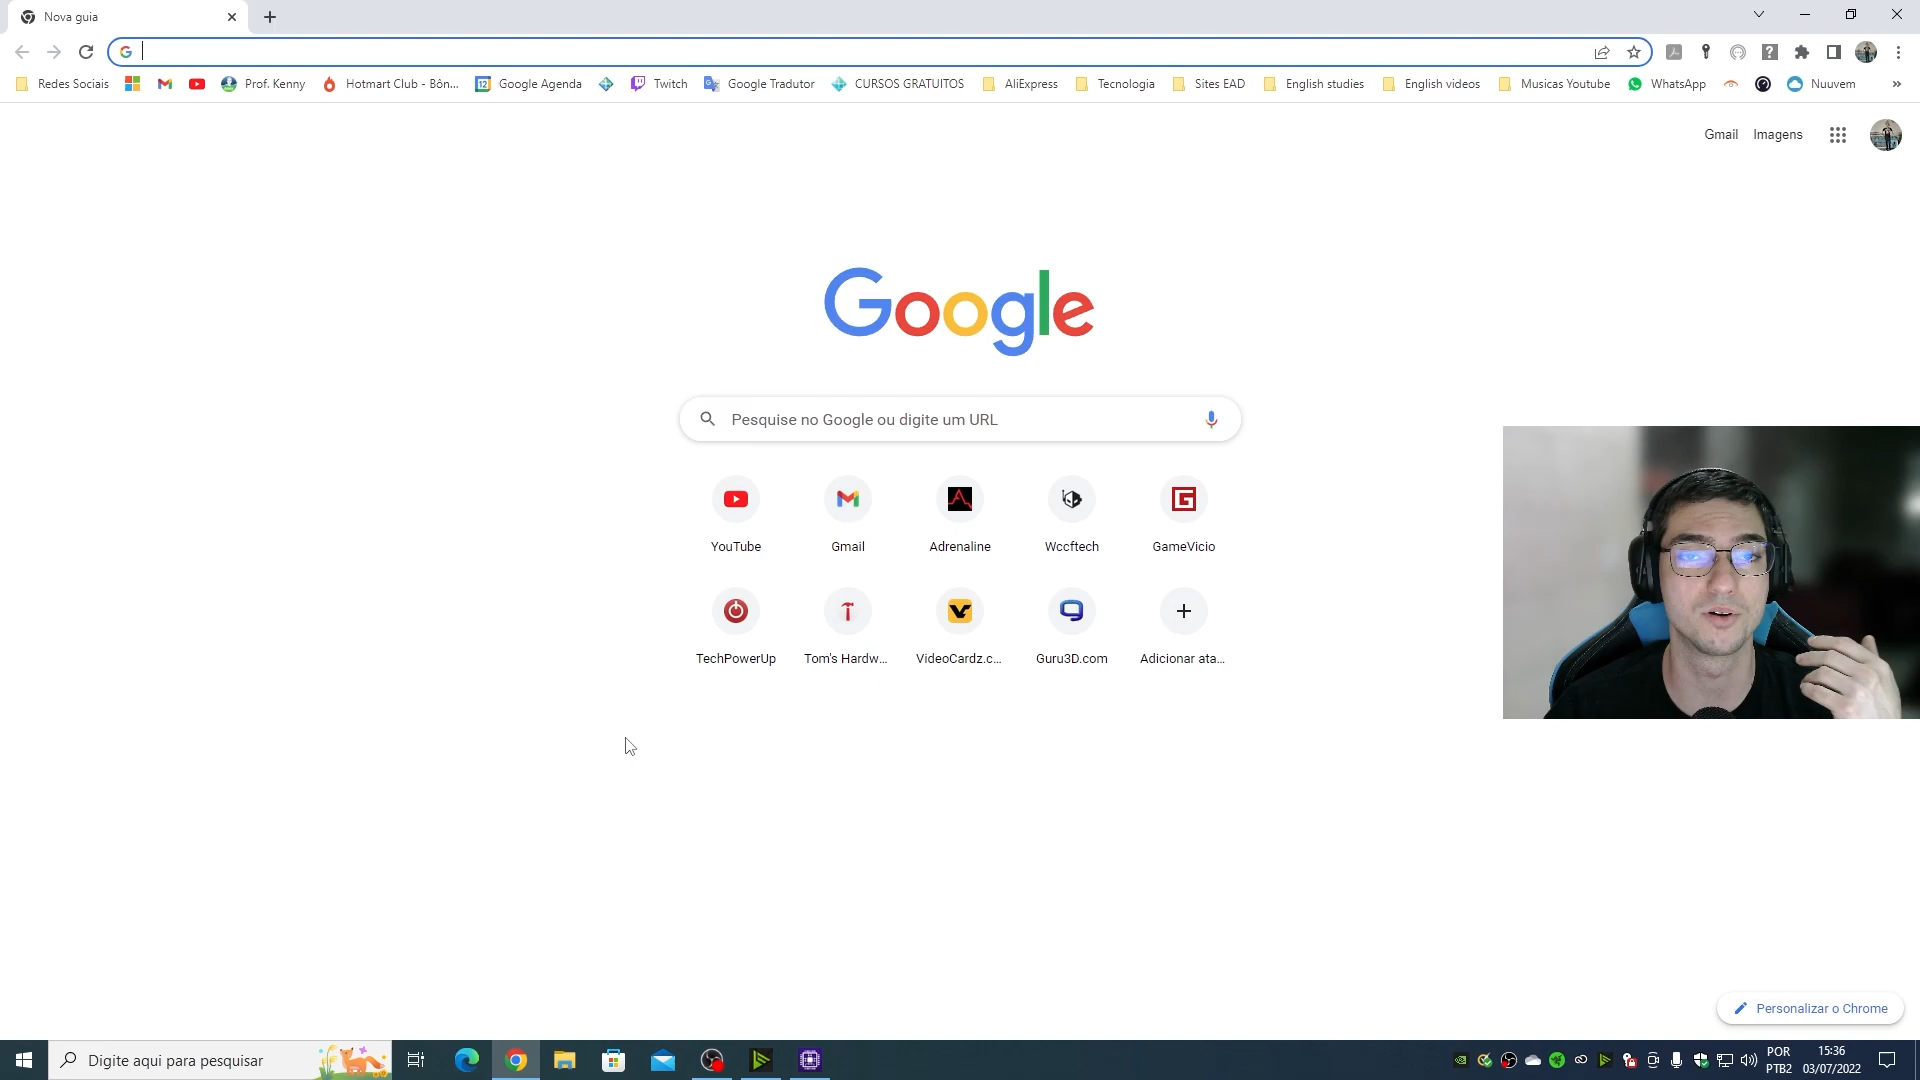 Nova guia
Redes Sociais
Prof. Kenny
Hotmart Club - Bôn...
Google Agenda
Twitch
Google Tradutor
CURSOS GRATUITOS
AliExpress
Tecnologia
Sites EAD
English studies
English videos
Musicas Youtube
WhatsApp
Nuuvem
»
Gmail
Imagens
Google
Pesquise no Google ou digite um URL
YouTube
Gmail
Adrenaline
Wccftech
GameVicio
TechPowerUp
Tom's Hardw...
VideoCardz.c...
Guru3D.com
Adicionar ata...
Personalizar o Chrome
Digite aqui para pesquisar
POR
PTB2
15:36
03/07/2022